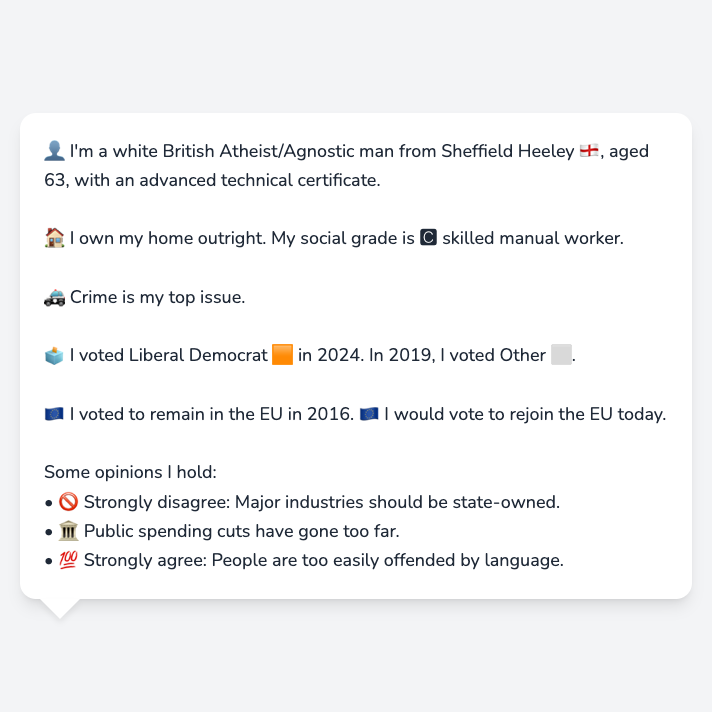 👤 I'm a white British Atheist/Agnostic man from Sheffield Heeley 🏴󠁧󠁢󠁥󠁮󠁧󠁿, aged
63, with an advanced technical certificate.
🏠 I own my home outright. My social grade is 🅲 skilled manual worker.
🚓 Crime is my top issue.
🗳️ I voted Liberal Democrat 🟧 in 2024. In 2019, I voted Other ⬜.
🇪🇺 I voted to remain in the EU in 2016. 🇪🇺 I would vote to rejoin the EU today.
Some opinions I hold:
• 🚫 Strongly disagree: Major industries should be state-owned.
• 🏛️ Public spending cuts have gone too far.
• 💯 Strongly agree: People are too easily offended by language.